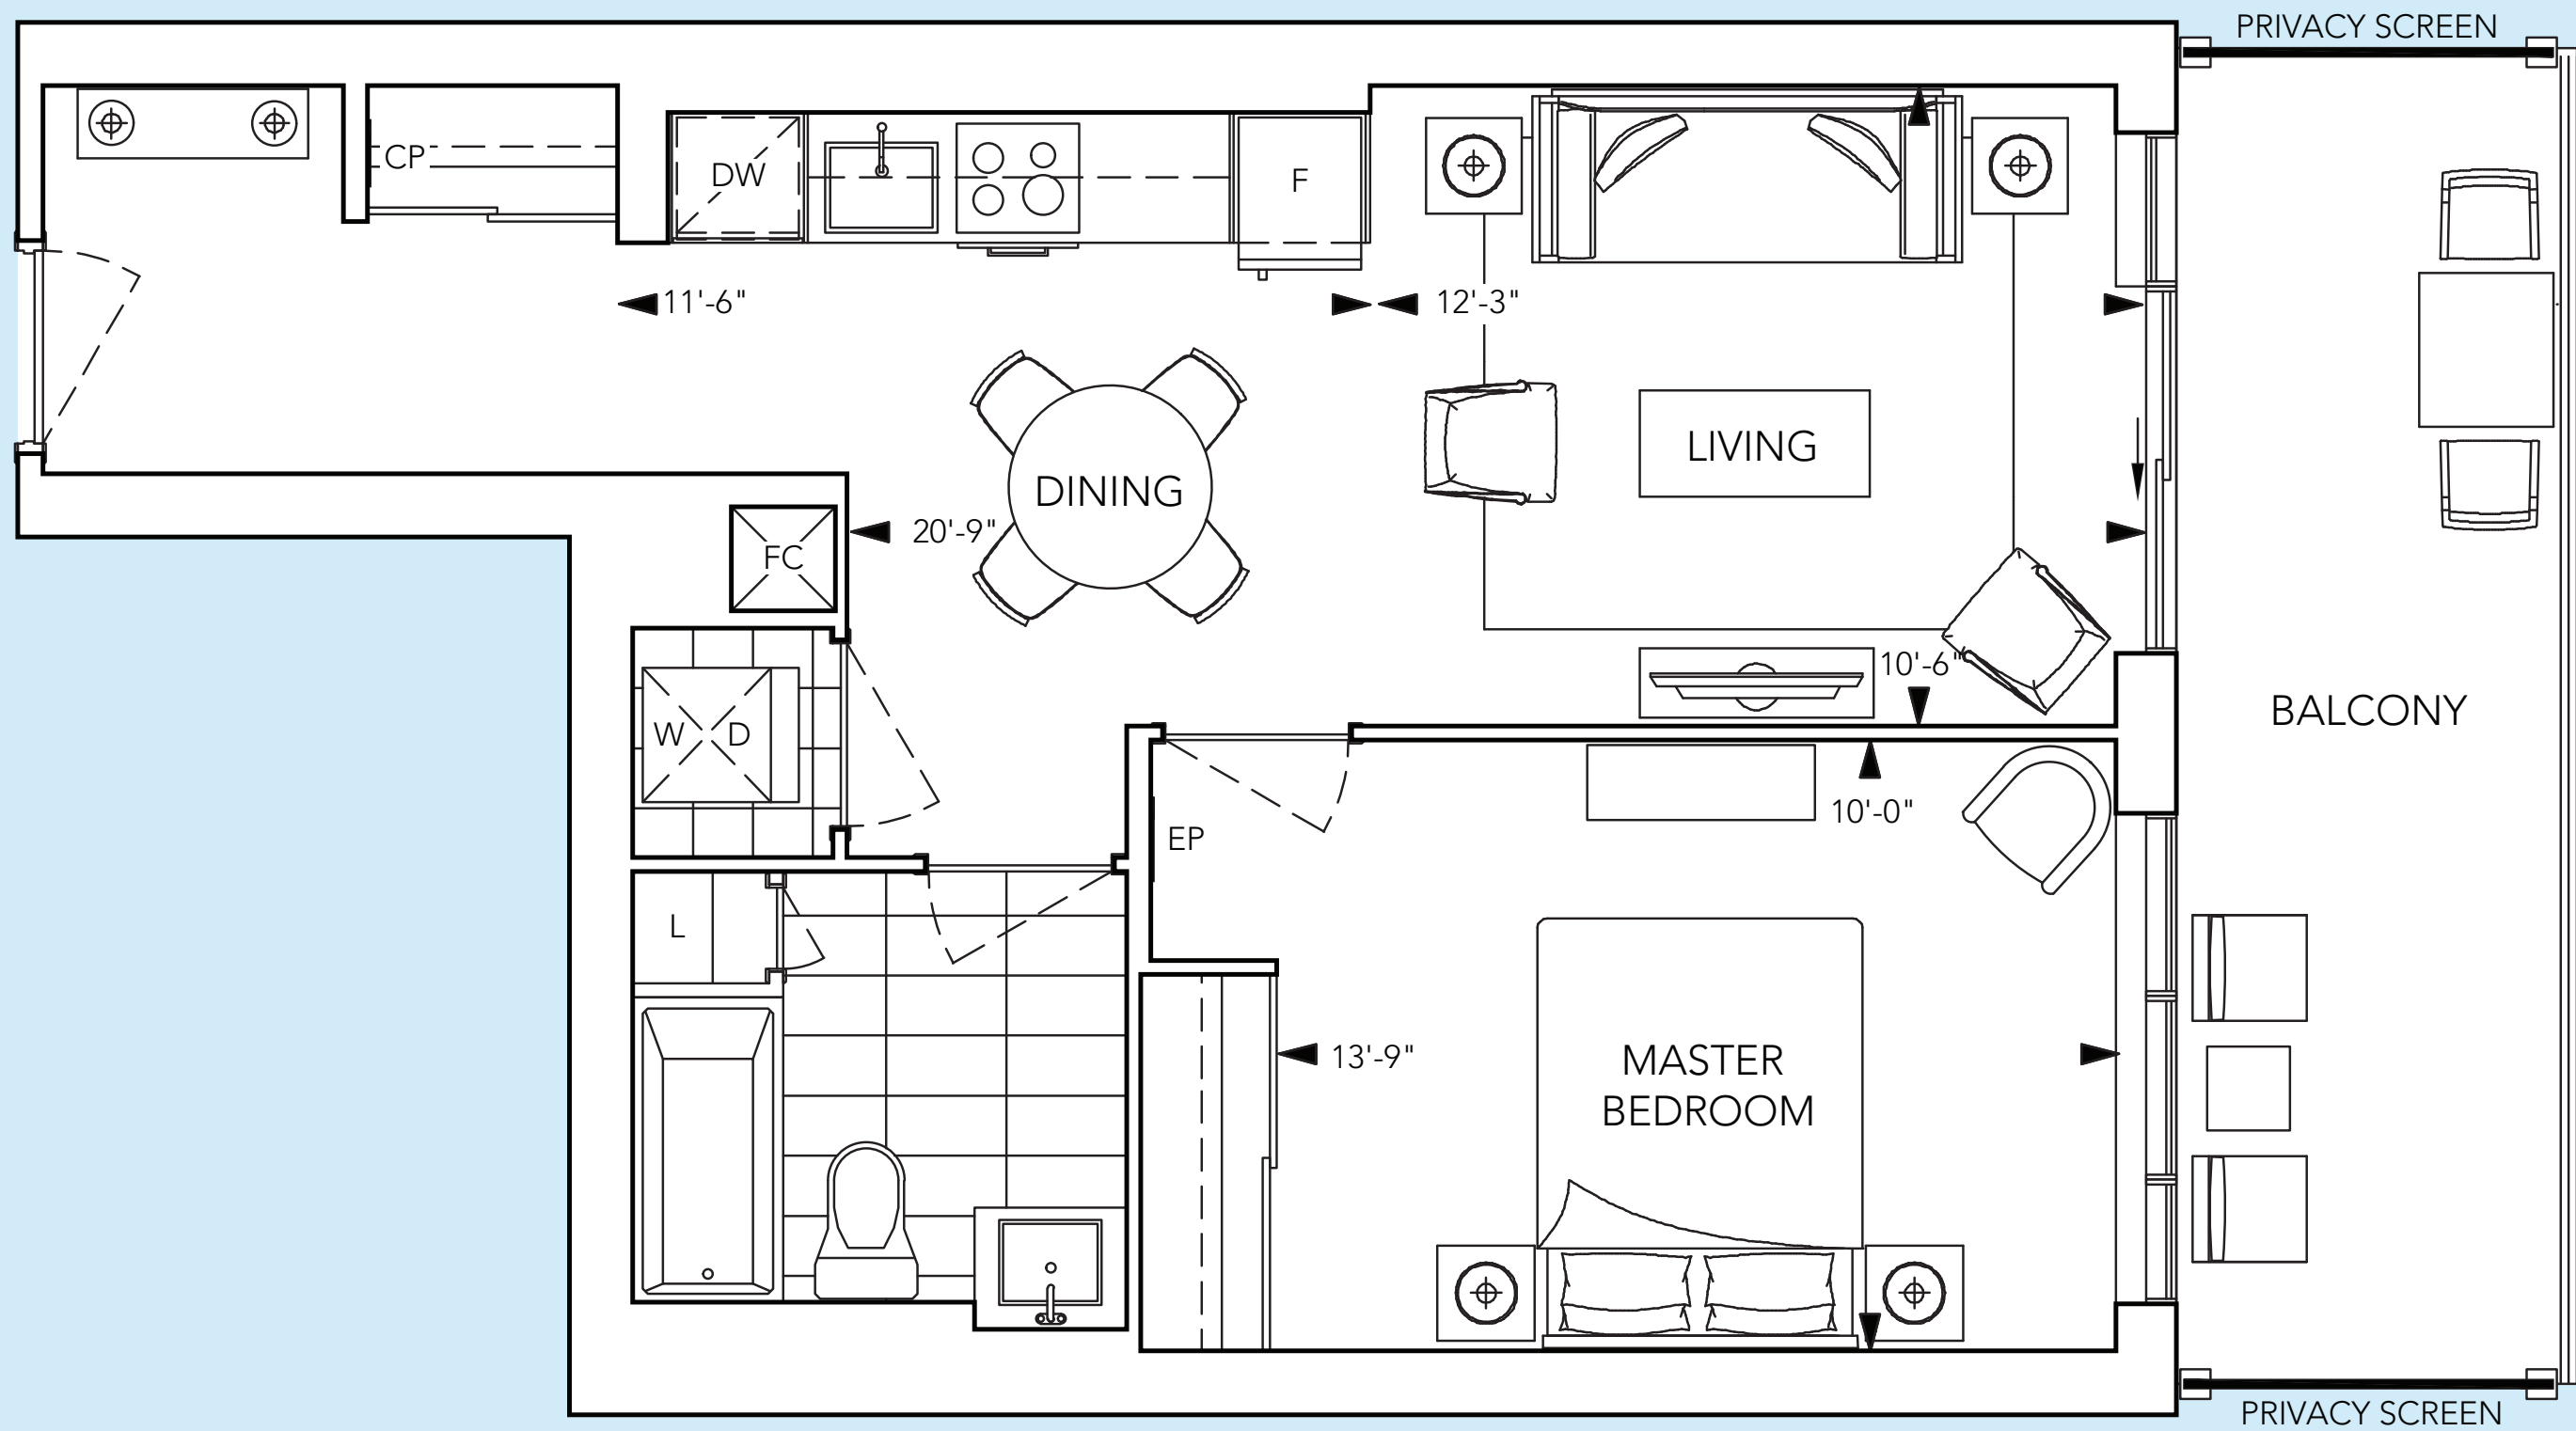 PRIVACY SCREEN
CP
DW
F
11'-6"
12'-3"
LIVING
DINING
20'-9"
FC
10'-6"
BALCONY
W D
10'-0"
EP
L
13'-9"
MASTER
BEDROOM
PRIVACY SCREEN